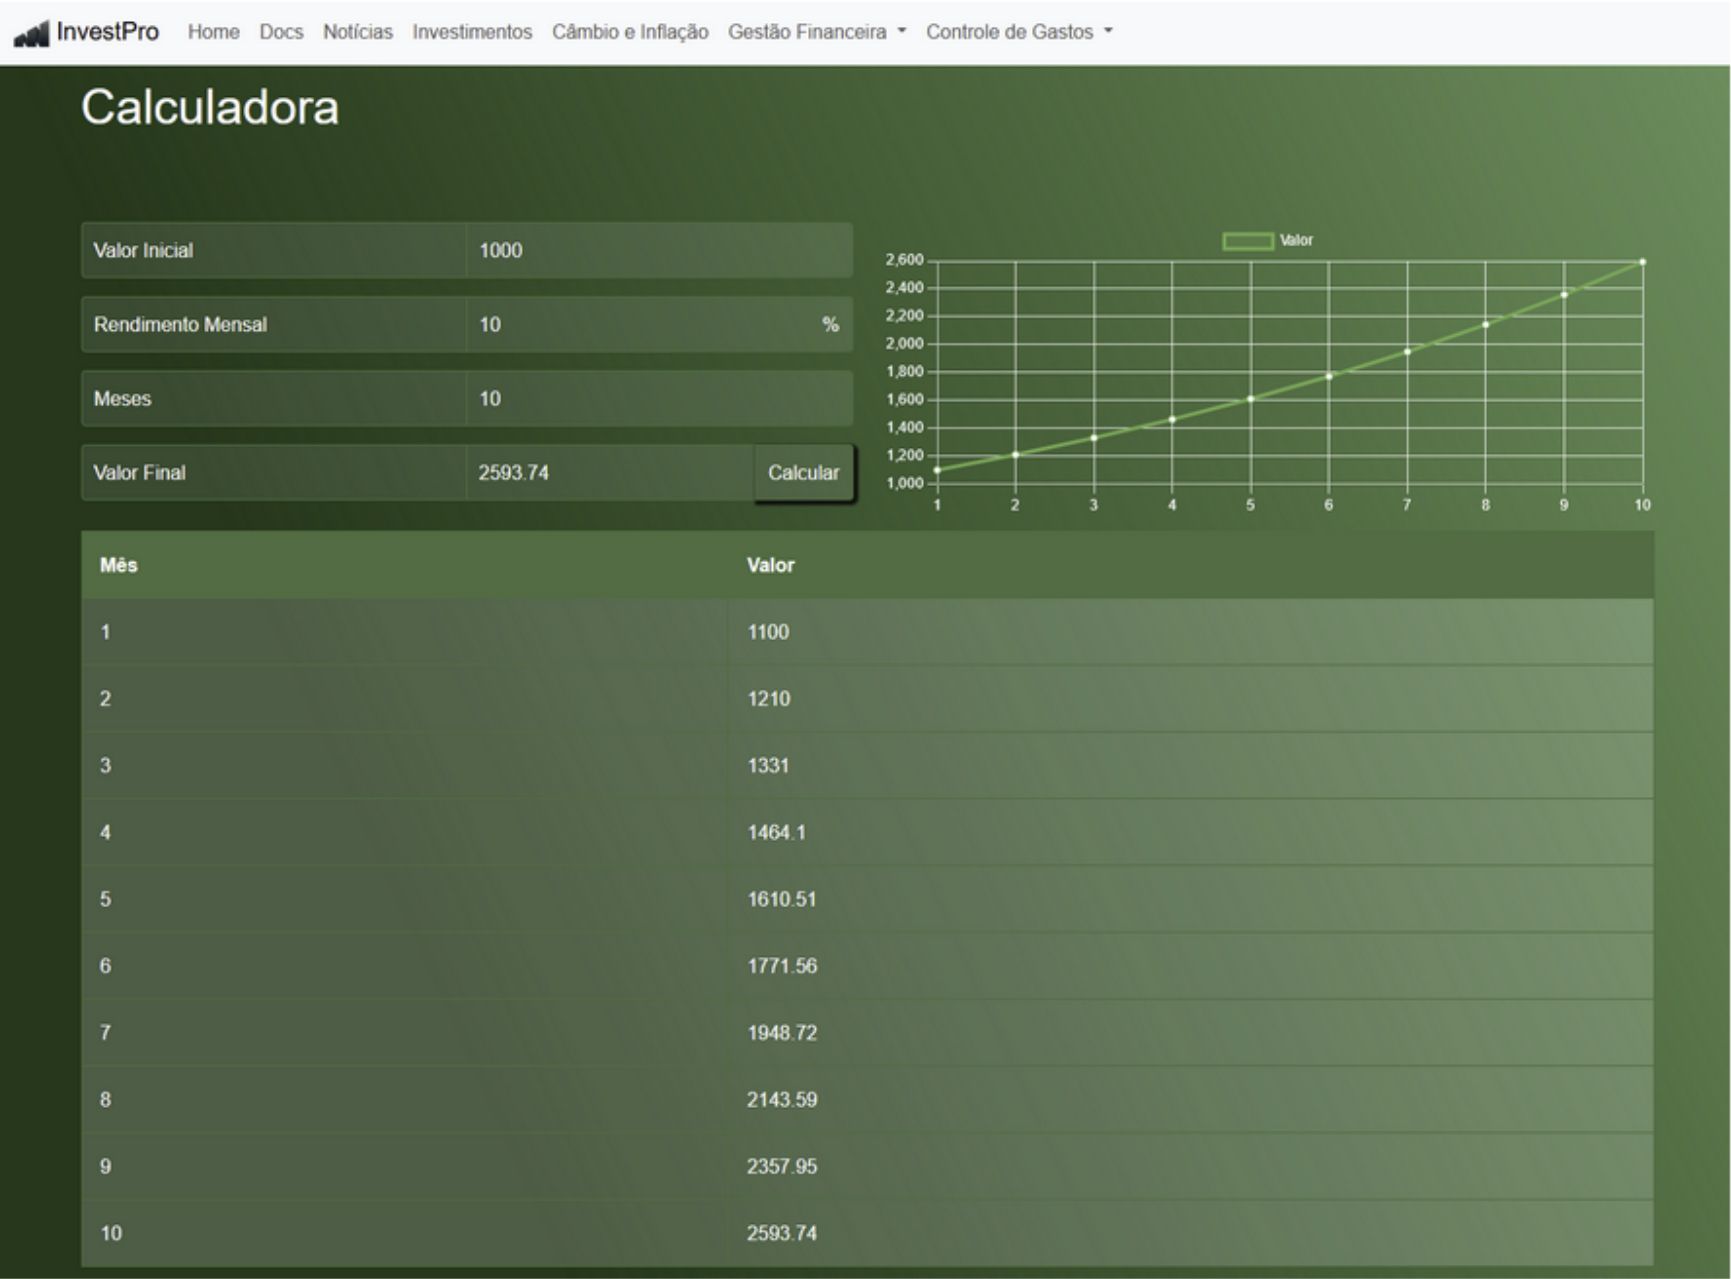 InvestPro Home Docs Notícias Investimentos Câmbio e Inflação Gestão Financeira Controle de Gastos
Calculadora
Valor Inicial 1000
Rendimento Mensal 10 %
Meses 10
Valor Final 2593.74 Calcular
Valor
2,600
2,400
2,200
2,000
1,800
1,600
1,400
1,200
1,000
1 2 3 4 5 6 7 8 9 10
Mês Valor
1 1100
2 1210
3 1331
4 1464.1
5 1610.51
6 1771.56
7 1948.72
8 2143.59
9 2357.95
10 2593.74